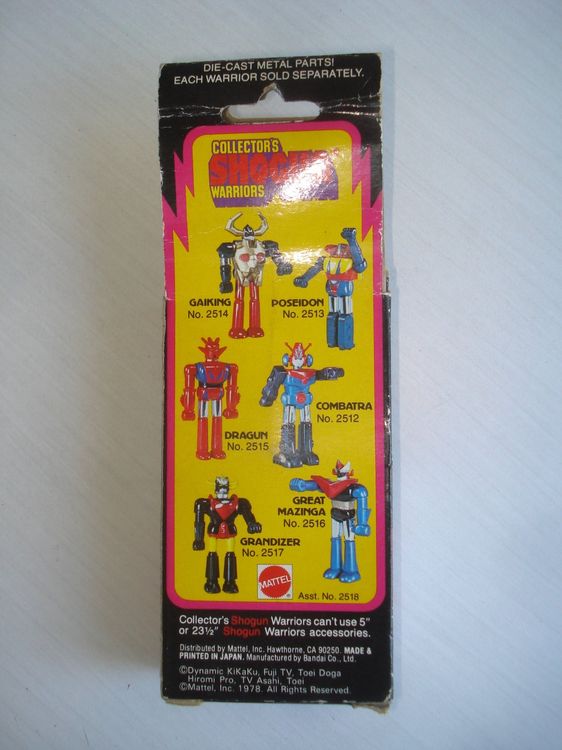 DIE-CAST METAL PARTS!
EACH WARRIOR SOLD SEPARATELY.
COLLECTOR'S
SHOGUN
WARRIORS
GAIKING
No. 2514
POSEIDON
No. 2513
COMBATRA
No. 2512
DRAGUN
No. 2515
GREAT
MAZINGA
No. 2516
GRANDIZER
No. 2517
MATTEL
Asst. No. 2518
Collector's Shogun Warriors can't use 5"
or 23½" Shogun Warriors accessories.
Distributed by Mattel, Inc. Hawthorne, CA 90250. MADE &
PRINTED IN JAPAN. Manufactured by Bandai Co., Ltd.
©Dynamic KiKaKu, Fuji TV, Toei Doga
Hiromi Pro, TV Asahi, Toei
©Mattel, Inc. 1978. All Rights Reserved.